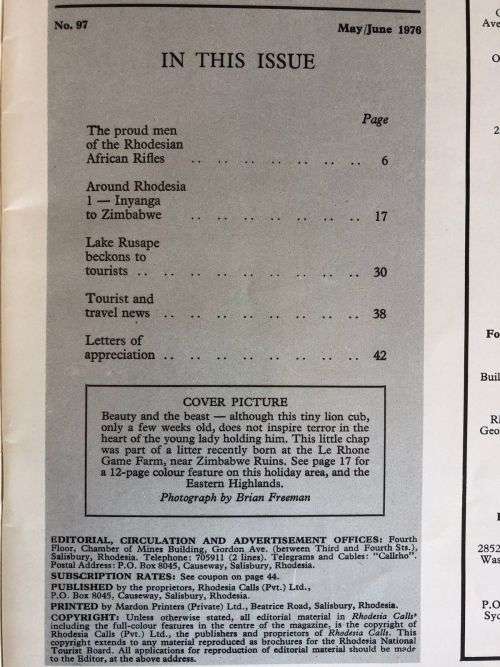 No. 97
May/June 1976
IN THIS ISSUE
Page
The proud men
of the Rhodesian
African Rifles .. .. .. .. .. .. .. 6
Around Rhodesia
1 — Inyanga
to Zimbabwe .. .. .. .. .. .. .. 17
Lake Rusape
beckons to
tourists .. .. .. .. .. .. .. .. .. 30
Tourist and
travel news .. .. .. .. .. .. .. .. 38
Letters of
appreciation .. .. .. .. .. .. .. .. 42
COVER PICTURE
Beauty and the beast — although this tiny lion cub,
only a few weeks old, does not inspire terror in the
heart of the young lady holding him. This little chap
was part of a litter recently born at the Le Rhone
Game Farm, near Zimbabwe Ruins. See page 17 for
a 12-page colour feature on this holiday area, and the
Eastern Highlands.
Photograph by Brian Freeman
EDITORIAL, CIRCULATION AND ADVERTISEMENT OFFICES: Fourth
Floor, Chamber of Mines Building, Gordon Ave. (between Third and Fourth Sts.),
Salisbury, Rhodesia. Telephone: 705911 (2 lines). Telegrams and Cables: "Callrho".
Postal Address: P.O. Box 8045, Causeway, Salisbury, Rhodesia.
SUBSCRIPTION RATES: See coupon on page 44.
PUBLISHED by the proprietors, Rhodesia Calls (Pvt.) Ltd.,
P.O. Box 8045, Causeway, Salisbury, Rhodesia.
PRINTED by Mardon Printers (Private) Ltd., Beatrice Road, Salisbury, Rhodesia.
COPYRIGHT: Unless otherwise stated, all editorial material in Rhodesia Calls
including the full-colour features in the centre of the magazine, is the copyright of
Rhodesia Calls (Pvt.) Ltd., the publishers and proprietors of Rhodesia Calls. This
copyright extends to any material reproduced as brochures for the Rhodesia National
Tourist Board. All applications for reproduction of editorial material should be made
to the Editor, at the above address.
Ave
2
Fo
Buil
Geo
2852
Was
P.O
Syd